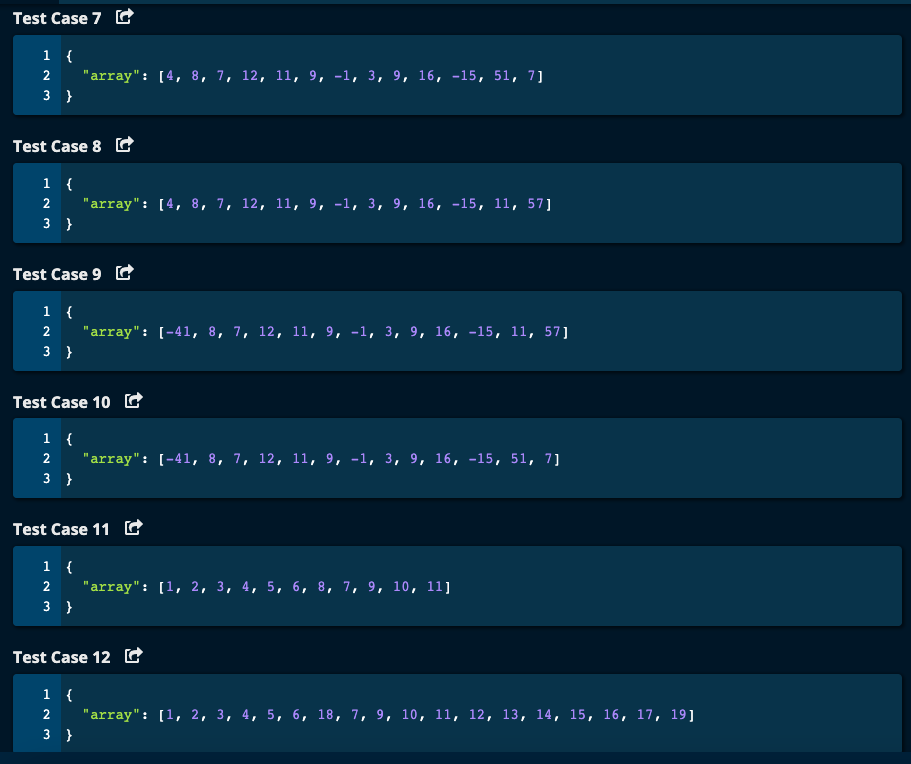 Test Case 7
1 {
2 "array": [4, 8, 7, 12, 11, 9, -1, 3, 9, 16, -15, 51, 7]
3 }
Test Case 8
1 {
2 "array": [4, 8, 7, 12, 11, 9, -1, 3, 9, 16, -15, 11, 57]
3 }
Test Case 9
1 {
2 "array": [-41, 8, 7, 12, 11, 9, -1, 3, 9, 16, -15, 11, 57]
3 }
Test Case 10
1 {
2 "array": [-41, 8, 7, 12, 11, 9, -1, 3, 9, 16, -15, 51, 7]
3 }
Test Case 11
1 {
2 "array": [1, 2, 3, 4, 5, 6, 8, 7, 9, 10, 11]
3 }
Test Case 12
1 {
2 "array": [1, 2, 3, 4, 5, 6, 18, 7, 9, 10, 11, 12, 13, 14, 15, 16, 17, 19]
3 }